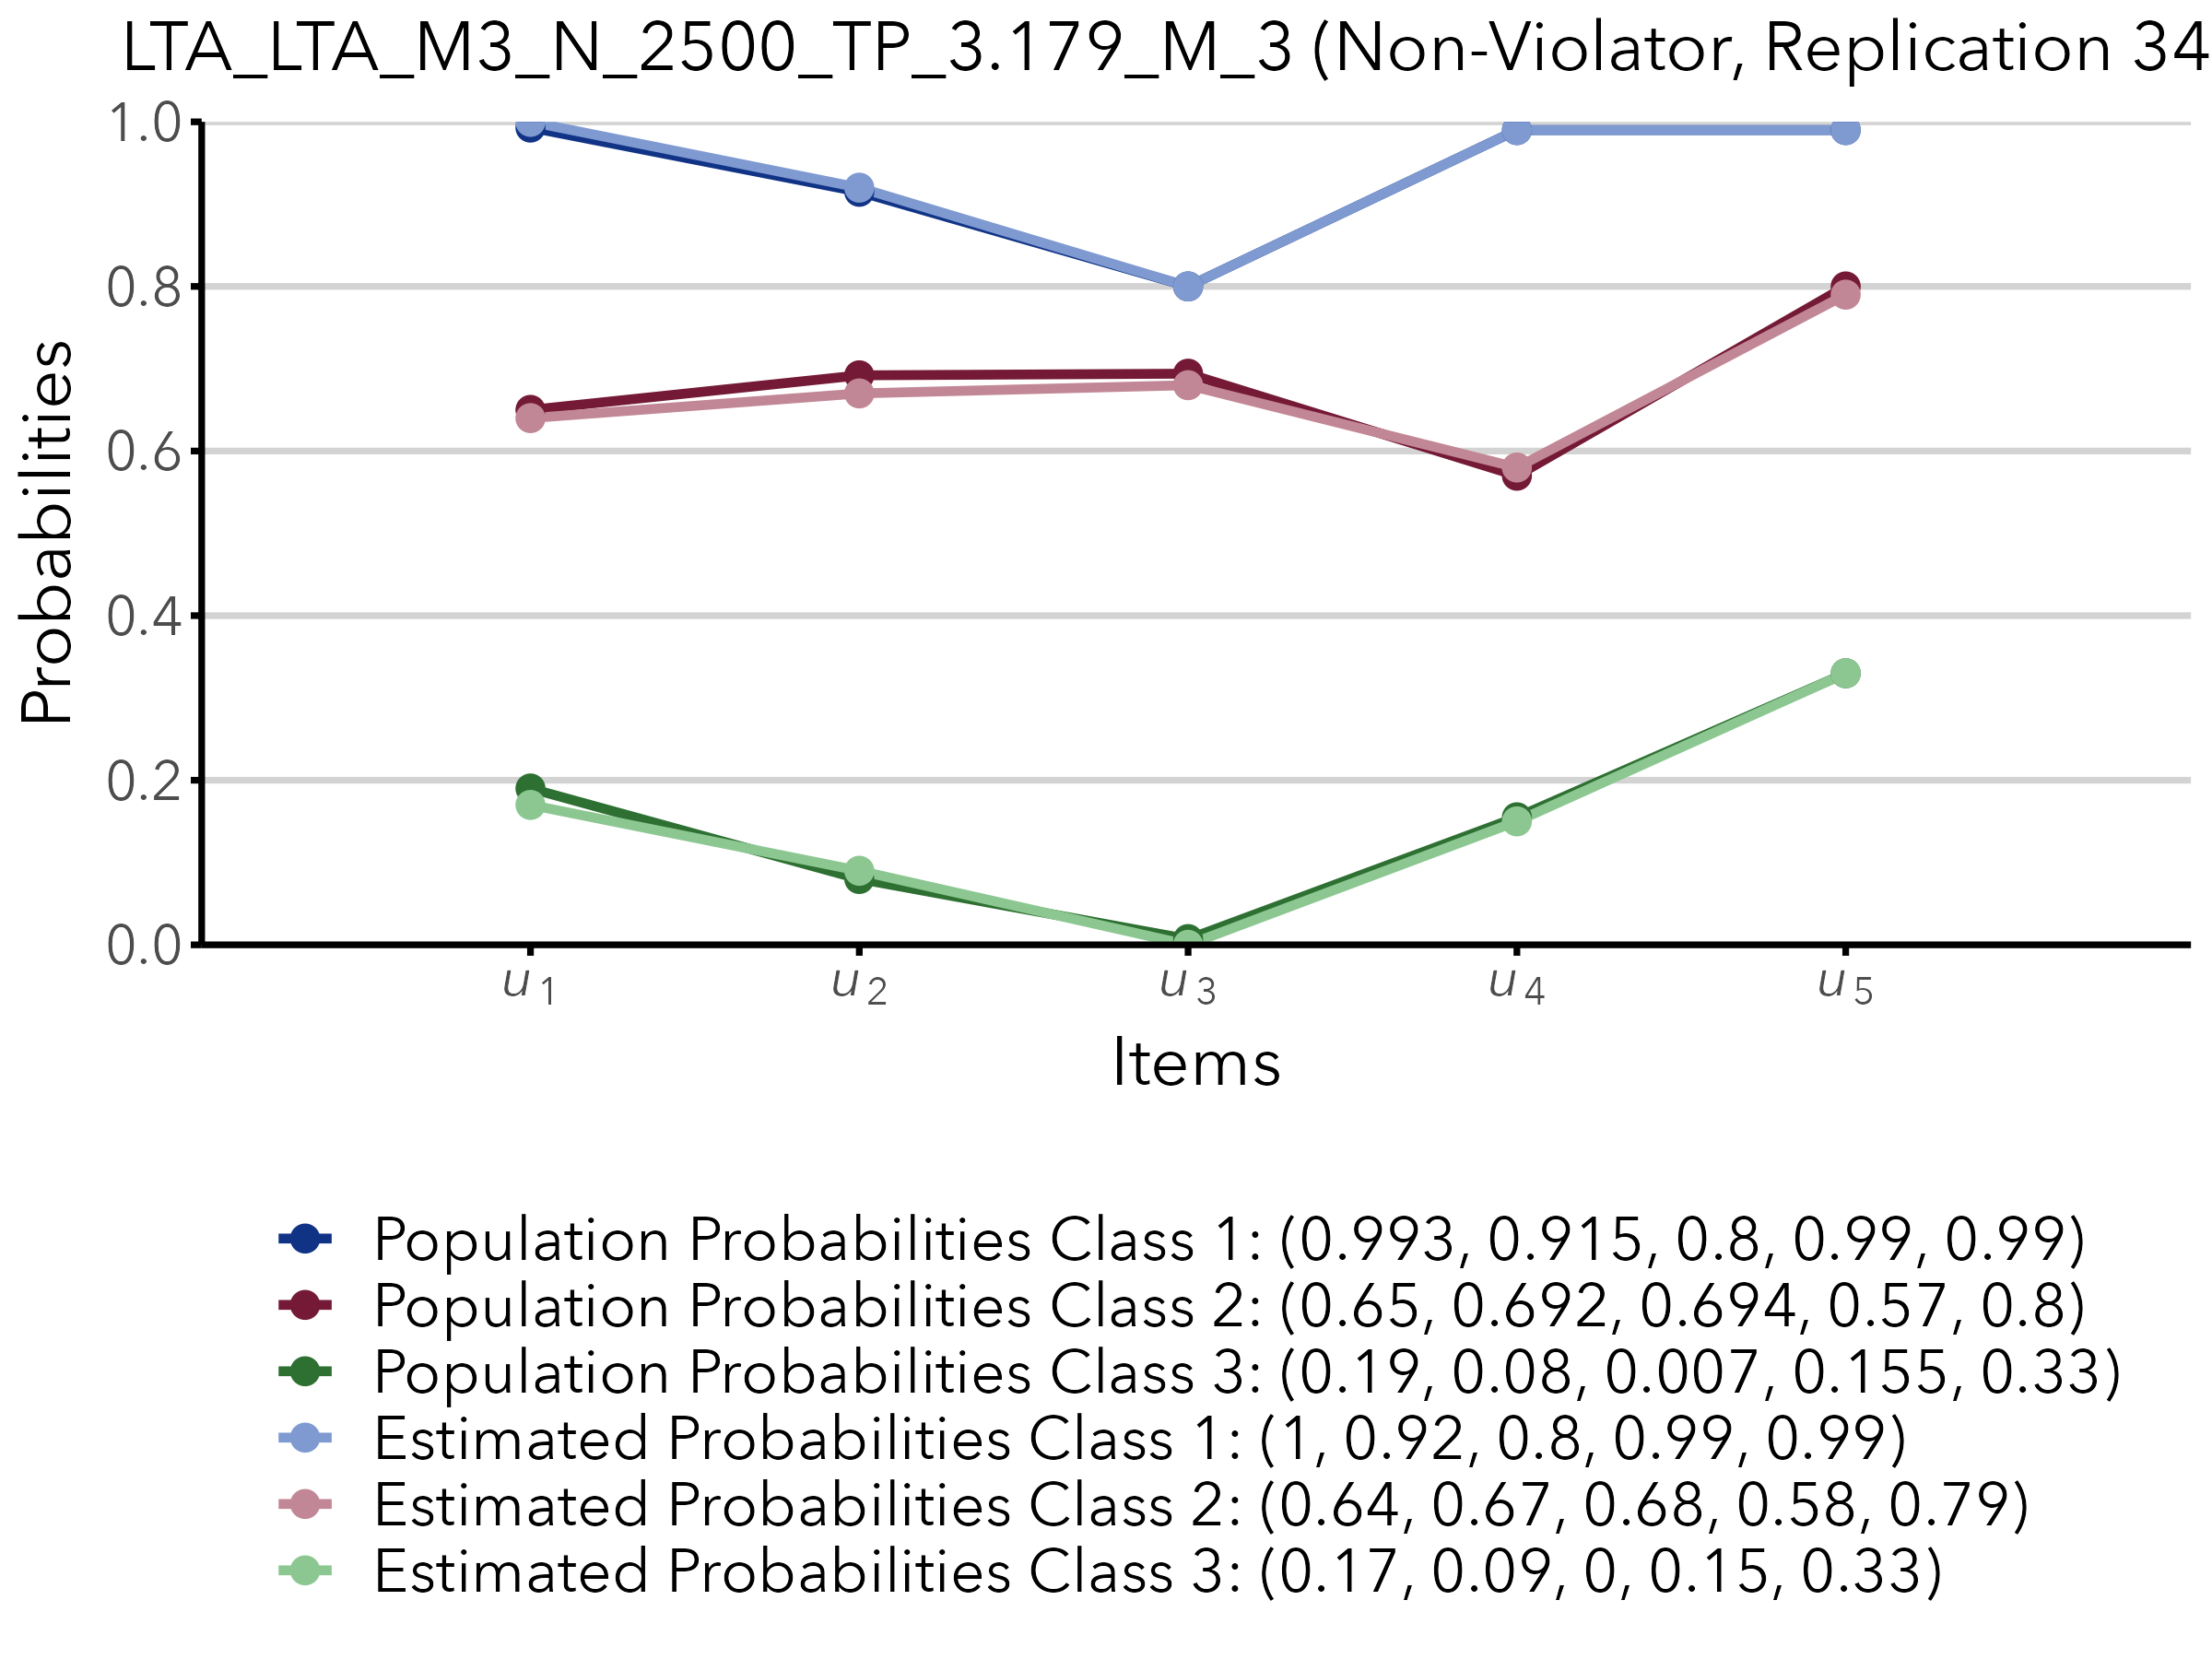 LTA_LTA_M3_N_2500_TP_3.179_M_3 (Non-Violator, Replication 34
Probabilities
1.0
0.8
0.6
0.4
0.2
0.0
u1 u2 u3 u4 u5
Items
Population Probabilities Class 1: (0.993, 0.915, 0.8, 0.99, 0.99)
Population Probabilities Class 2: (0.65, 0.692, 0.694, 0.57, 0.8)
Population Probabilities Class 3: (0.19, 0.08, 0.007, 0.155, 0.33)
Estimated Probabilities Class 1: (1, 0.92, 0.8, 0.99, 0.99)
Estimated Probabilities Class 2: (0.64, 0.67, 0.68, 0.58, 0.79)
Estimated Probabilities Class 3: (0.17, 0.09, 0, 0.15, 0.33)